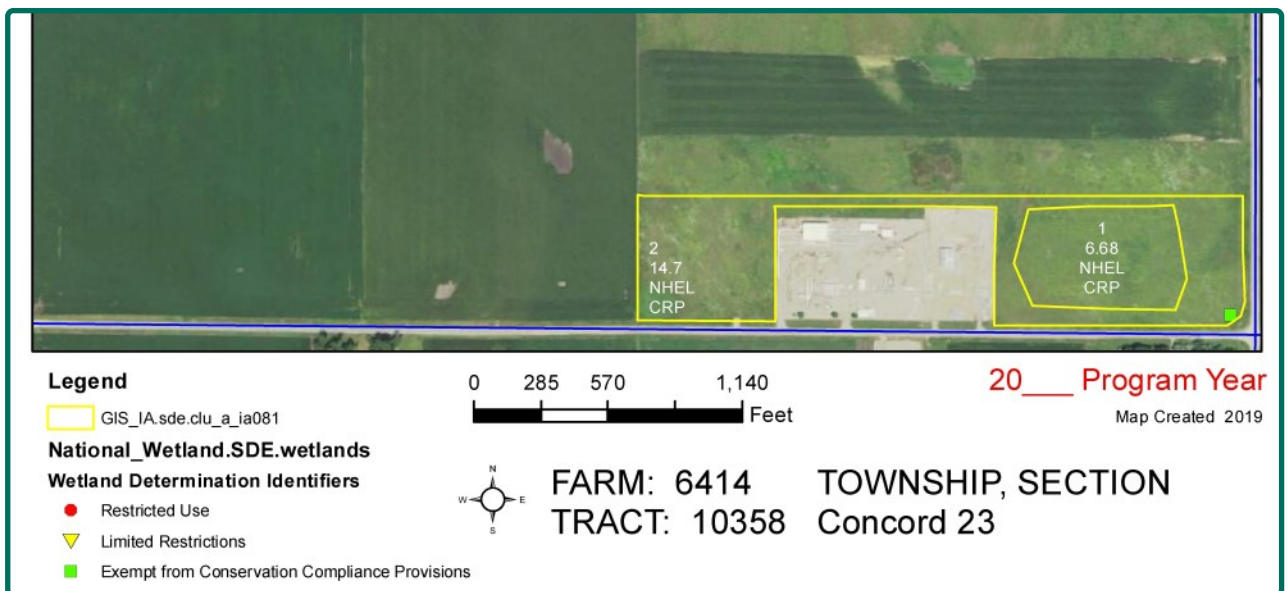 2
14.7
NHEL
CRP
1
6.68
NHEL
CRP
Legend
GIS_IA.sde.clu_a_ia081
National_Wetland.SDE.wetlands
Wetland Determination Identifiers
Restricted Use
Limited Restrictions
Exempt from Conservation Compliance Provisions
0 285 570 1,140
Feet
N
W E
S
FARM: 6414 TOWNSHIP, SECTION
TRACT: 10358 Concord 23
20___ Program Year
Map Created 2019